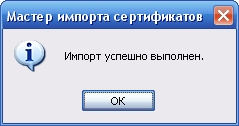 Мастер импорта сертификатов
Импорт успешно выполнен.
OK